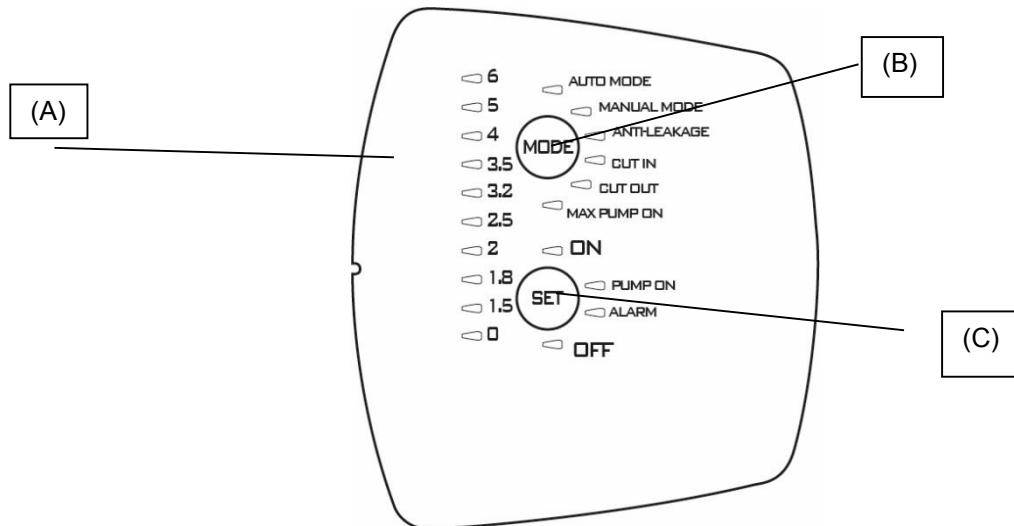 (A)
(B)
(C)
6
5
4
3.5
3.2
2.5
2
1.8
1.5
0
AUTO MODE
MANUAL MODE
ANTI-LEAKAGE
MODE
CUT IN
CUT OUT
MAX PUMP ON
ON
PUMP ON
SET
ALARM
OFF